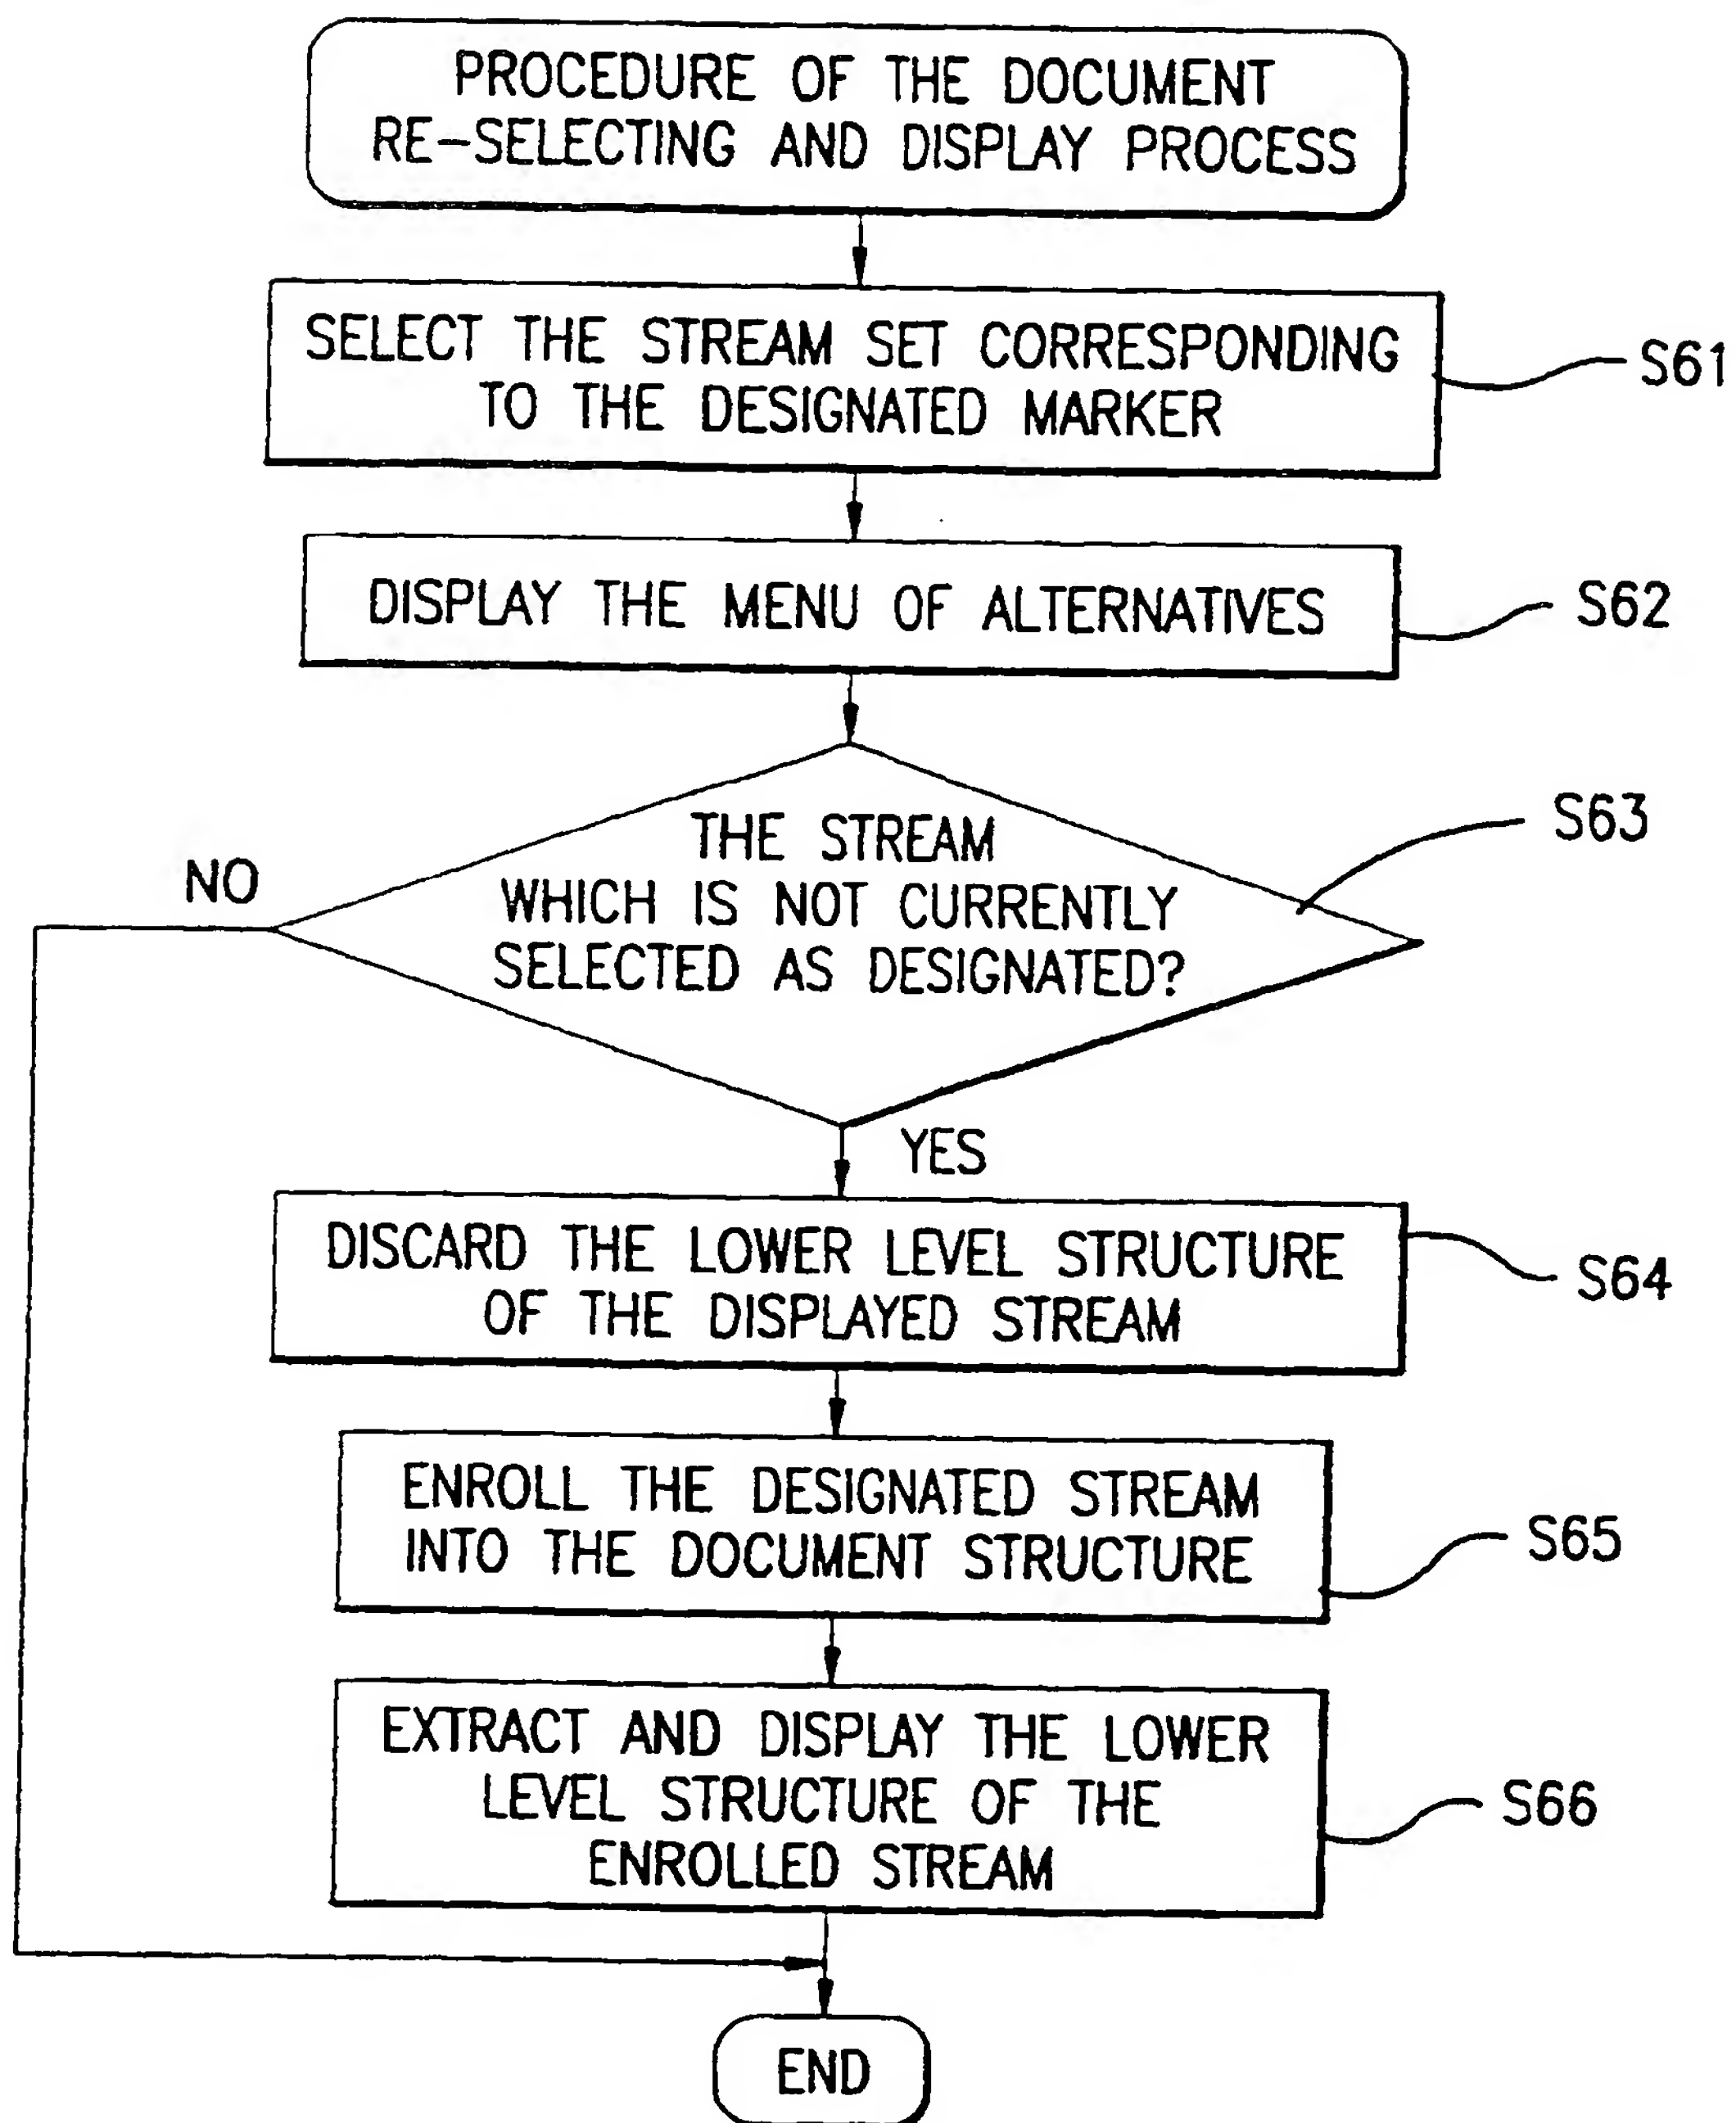 PROCEDURE OF THE DOCUMENT
RE-SELECTING AND DISPLAY PROCESS
SELECT THE STREAM SET CORRESPONDING
TO THE DESIGNATED MARKER
S61
DISPLAY THE MENU OF ALTERNATIVES
S62
THE STREAM
WHICH IS NOT CURRENTLY
SELECTED AS DESIGNATED?
S63
NO
YES
DISCARD THE LOWER LEVEL STRUCTURE
OF THE DISPLAYED STREAM
S64
ENROLL THE DESIGNATED STREAM
INTO THE DOCUMENT STRUCTURE
S65
EXTRACT AND DISPLAY THE LOWER
LEVEL STRUCTURE OF THE
ENROLLED STREAM
S66
END